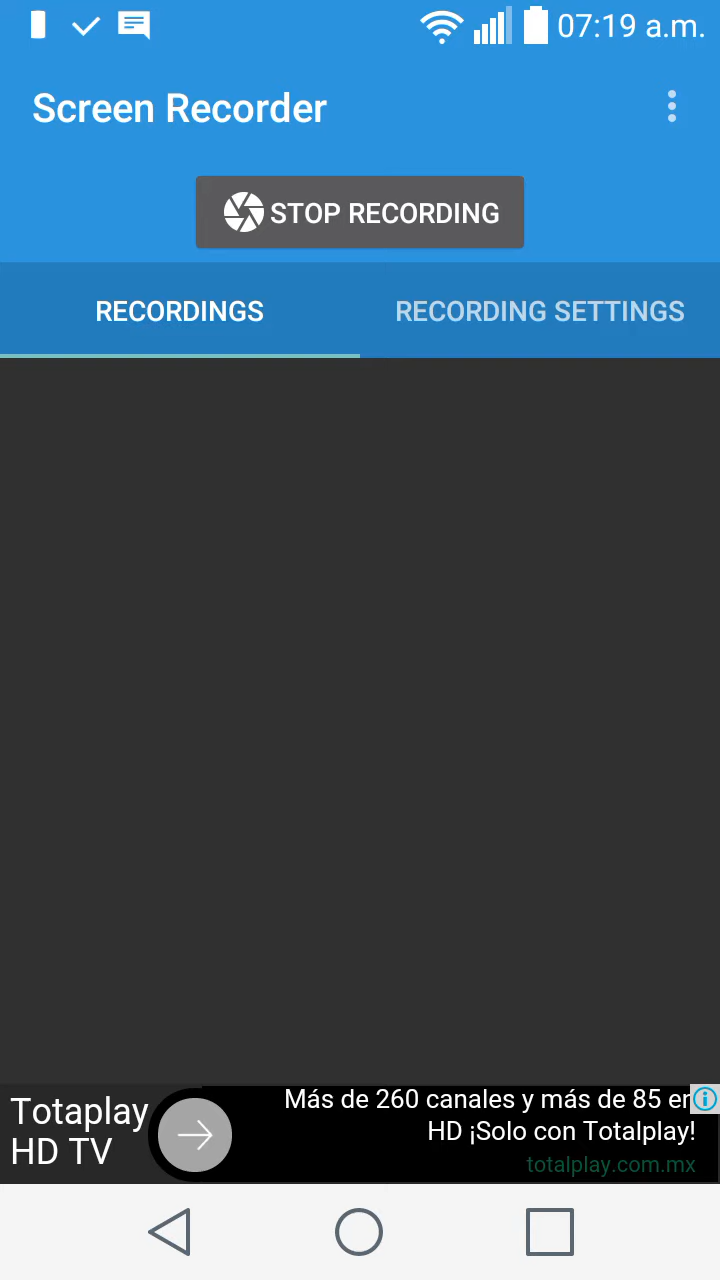 07:19 a.m.
Screen Recorder
STOP RECORDING
RECORDINGS
RECORDING SETTINGS
Totaplay
HD TV
Más de 260 canales y más de 85 en
HD ¡Solo con Totalplay!
totalplay.com.mx